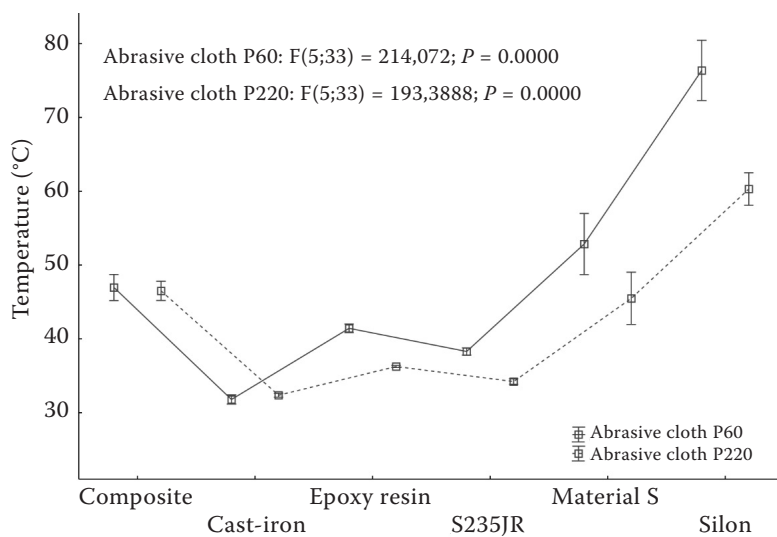 Abrasive cloth P60: F(5;33) = 214,072; P = 0.0000
Abrasive cloth P220: F(5;33) = 193,3888; P = 0.0000
Temperature (°C)
80
70
60
50
40
30
Abrasive cloth P60
Abrasive cloth P220
Composite
Epoxy resin
Material S
Cast-iron
S235JR
Silon